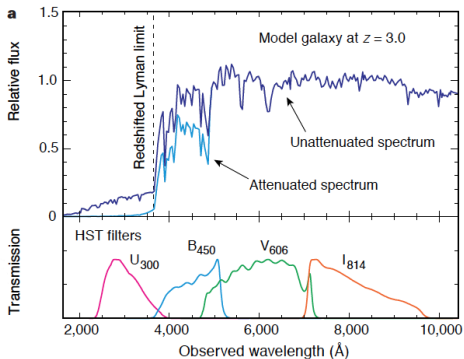 a
1.5
1.0
0.5
0
Relative flux
Redshifted Lyman limit
Model galaxy at z = 3.0
Unattenuated spectrum
Attenuated spectrum
Transmission
HST filters
U300
B450
V606
I814
2,000 4,000 6,000 8,000 10,000
Observed wavelength (Å)